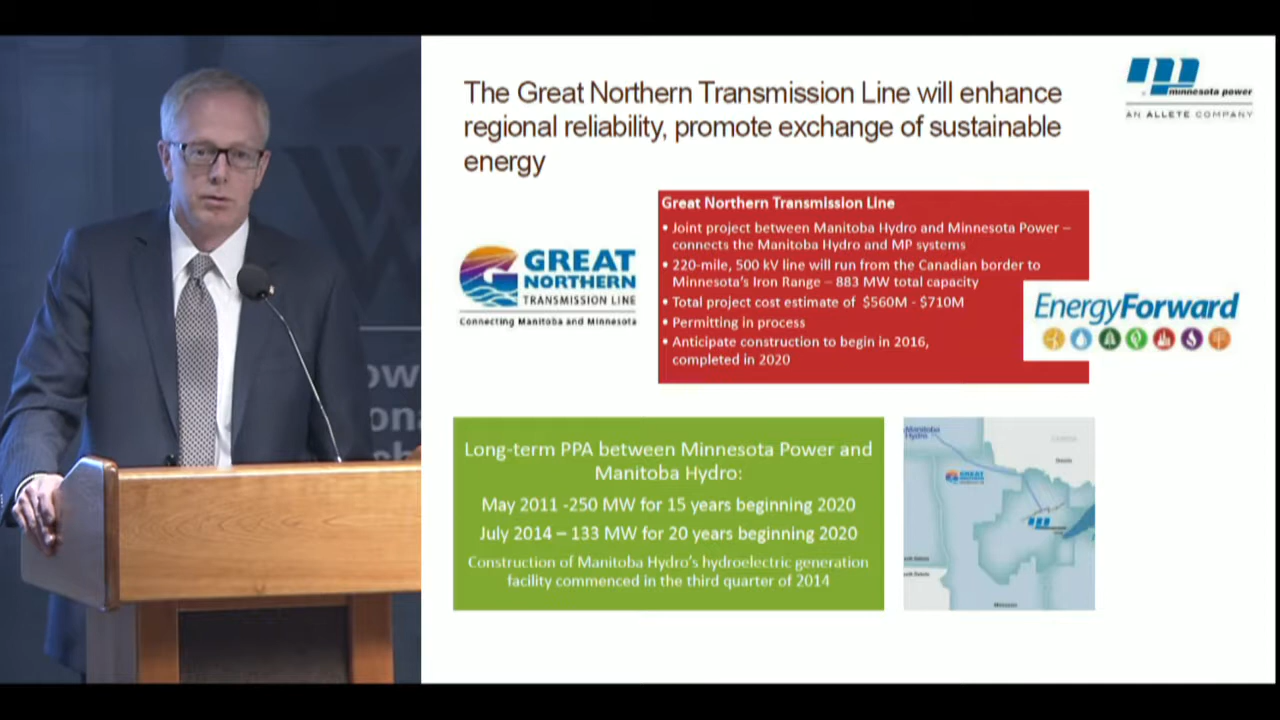 The Great Northern Transmission Line will enhance
regional reliability, promote exchange of sustainable
energy
minnesota power
AN ALLETE COMPANY
GREAT
NORTHERN
TRANSMISSION LINE
Connecting Manitoba and Minnesota
Great Northern Transmission Line
• Joint project between Manitoba Hydro and Minnesota Power –
connects the Manitoba Hydro and MP systems
• 220-mile, 500 kV line will run from the Canadian border to
Minnesota's Iron Range – 883 MW total capacity
• Total project cost estimate of $560M - $710M
• Permitting in process
• Anticipate construction to begin in 2016,
completed in 2020
EnergyForward
Long-term PPA between Minnesota Power and
Manitoba Hydro:
May 2011 -250 MW for 15 years beginning 2020
July 2014 – 133 MW for 20 years beginning 2020
Construction of Manitoba Hydro's hydroelectric generation
facility commenced in the third quarter of 2014
Manitoba
Hydro
GREAT
W
ow
ona